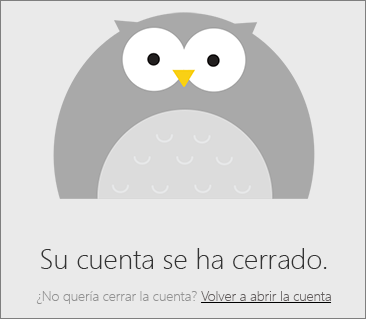 Su cuenta se ha cerrado.
¿No quería cerrar la cuenta? Volver a abrir la cuenta